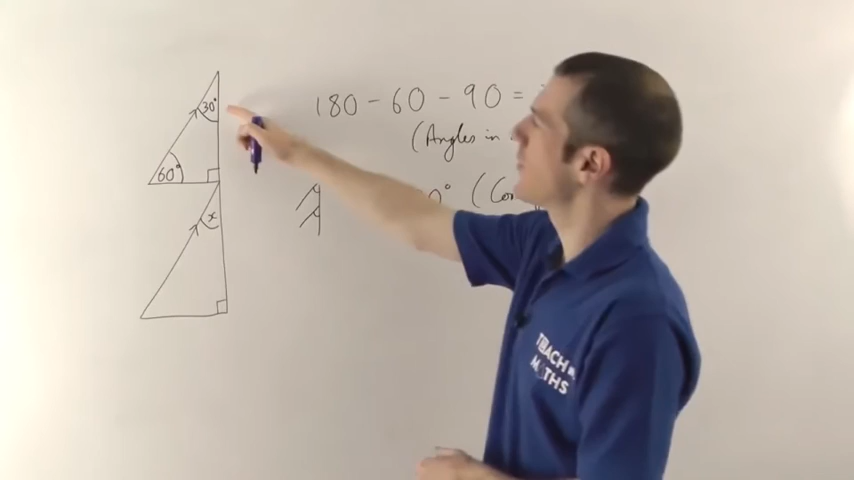 30°
180 - 60 - 90 =
(Angles in
60°
x
0° (Co
TEACH
MATHS